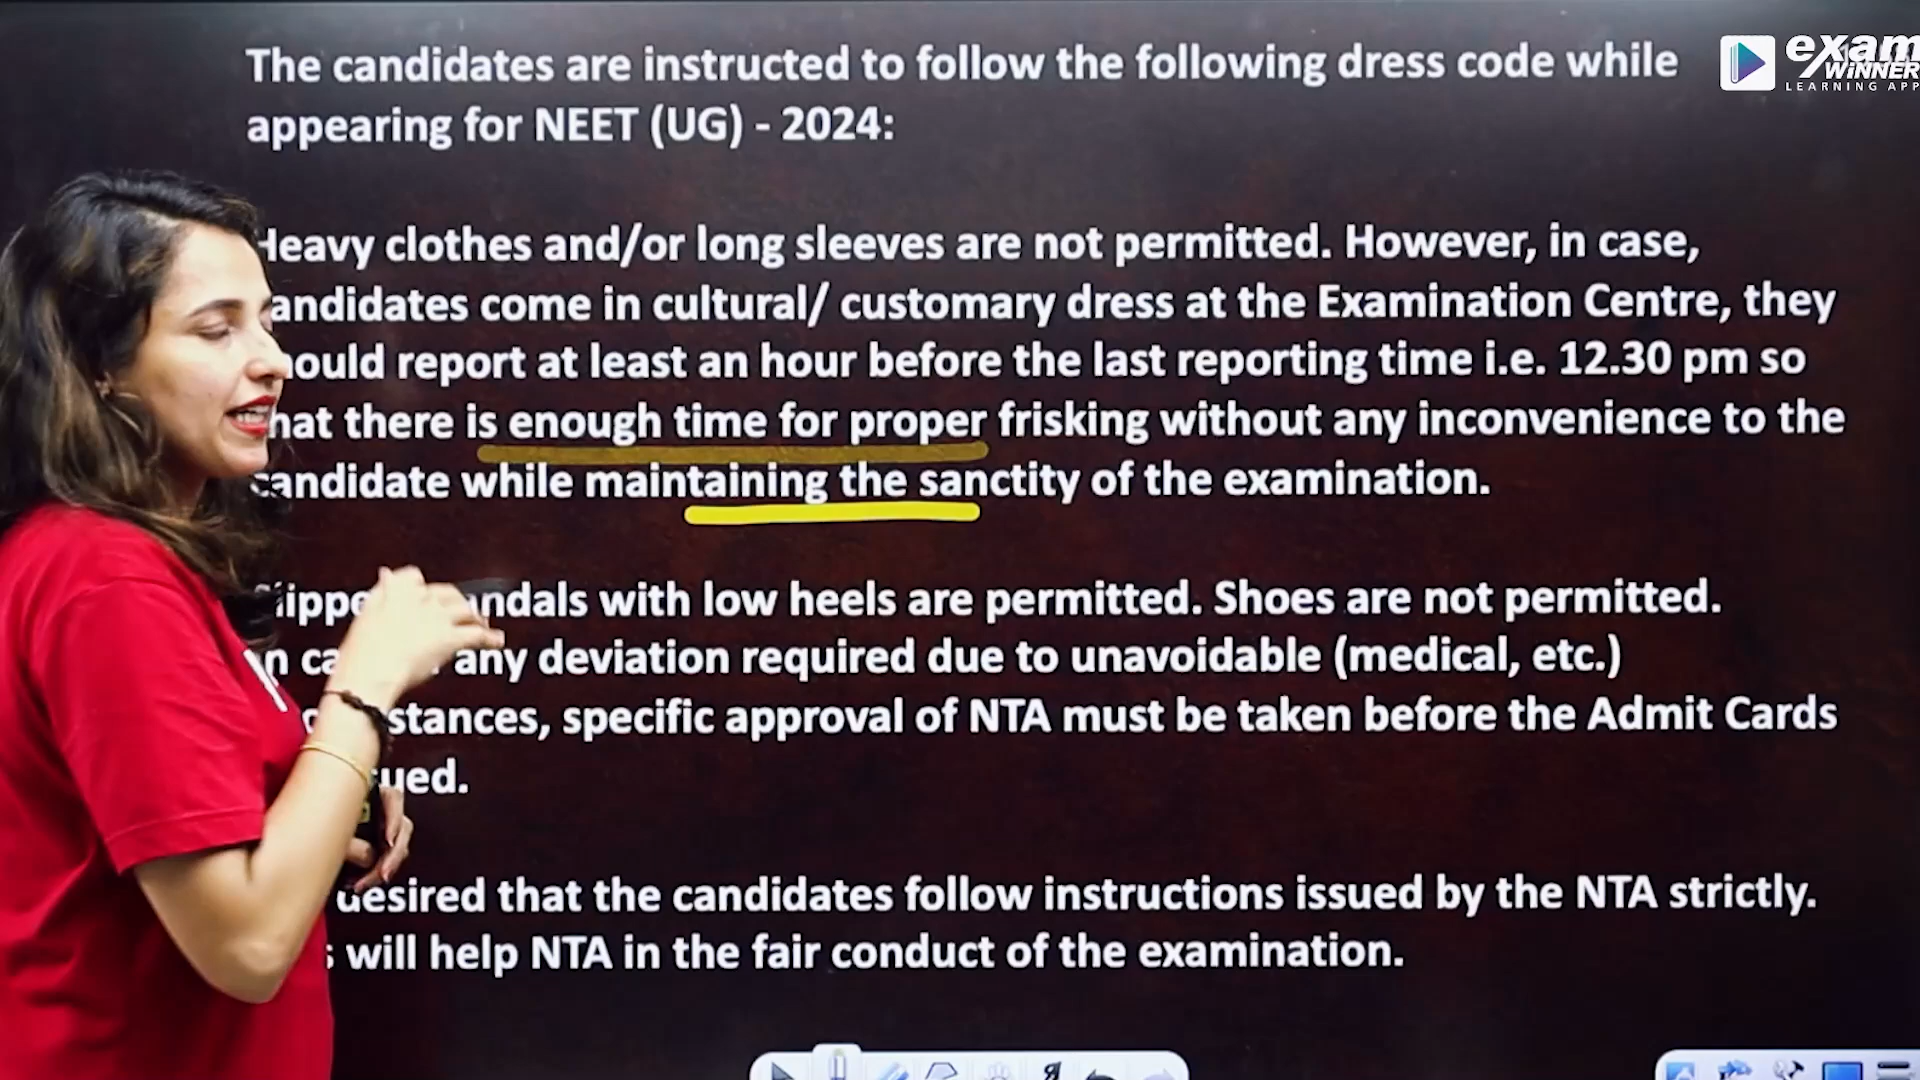 The candidates are instructed to follow the following dress code while
appearing for NEET (UG) - 2024:
exam
WiNNER
LEARNING APP
Heavy clothes and/or long sleeves are not permitted. However, in case,
andidates come in cultural/ customary dress at the Examination Centre, they
hould report at least an hour before the last reporting time i.e. 12.30 pm so
hat there is enough time for proper frisking without any inconvenience to the
candidate while maintaining the sanctity of the examination.
andals with low heels are permitted. Shoes are not permitted.
n ca any deviation required due to unavoidable (medical, etc.)
stances, specific approval of NTA must be taken before the Admit Cards
ued.
desired that the candidates follow instructions issued by the NTA strictly.
s will help NTA in the fair conduct of the examination.